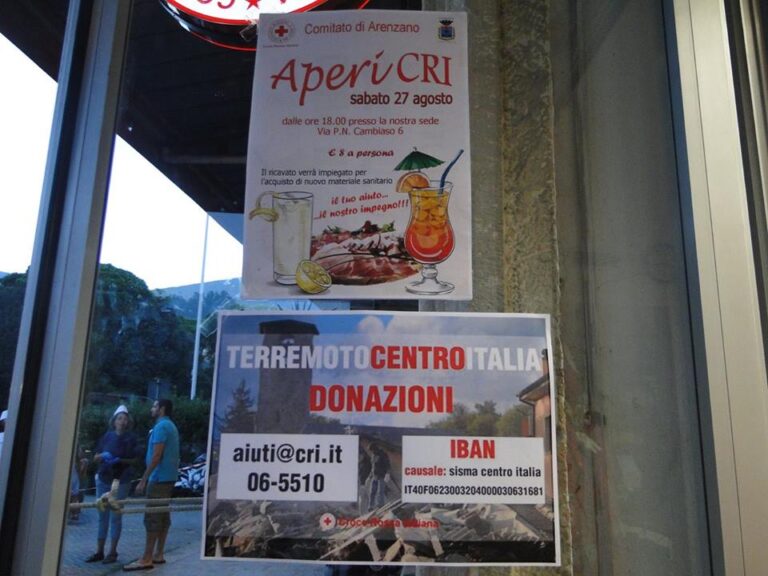 Comitato di Arenzano
AperiCRI
sabato 27 agosto
dalle ore 18.00 presso la nostra sede
Via P.N. Cambiaso 6
€ 8 a persona
Il ricavato verrà impiegato per
l'acquisto di nuovo materiale sanitario
il tuo aiuto...
...il nostro impegno!!!
TERREMOTOCENTROITALIA
DONAZIONI
aiuti@cri.it
06-5510
IBAN
causale: sisma centro italia
IT40F0623003204000030631681
Croce Rossa Italiana